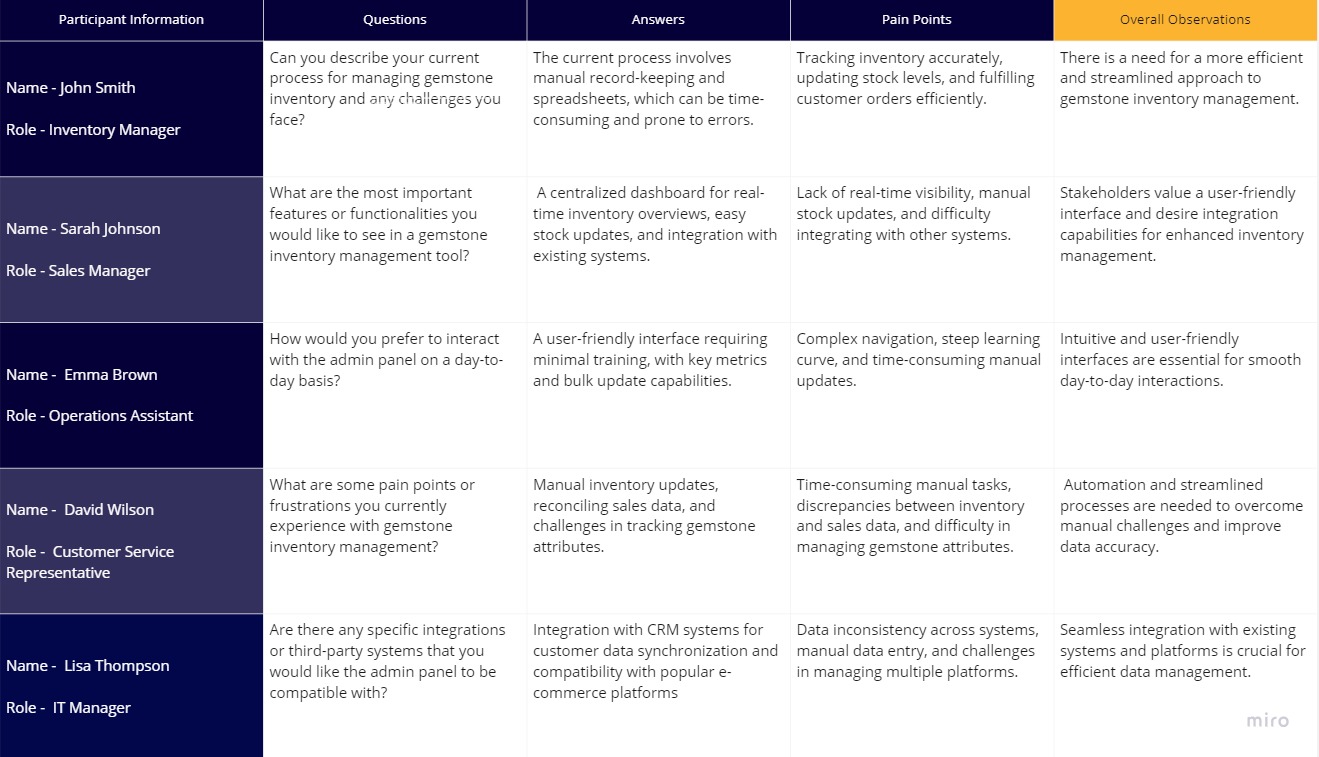 Participant Information
Questions
Answers
Pain Points
Overall Observations
Name - John Smith
Role - Inventory Manager
Can you describe your current
process for managing gemstone
inventory and any challenges you
face?
The current process involves
manual record-keeping and
spreadsheets, which can be time-
consuming and prone to errors.
Tracking inventory accurately,
updating stock levels, and fulfilling
customer orders efficiently.
There is a need for a more efficient
and streamlined approach to
gemstone inventory management.
Name - Sarah Johnson
Role - Sales Manager
What are the most important
features or functionalities you
would like to see in a gemstone
inventory management tool?
A centralized dashboard for real-
time inventory overviews, easy
stock updates, and integration with
existing systems.
Lack of real-time visibility, manual
stock updates, and difficulty
integrating with other systems.
Stakeholders value a user-friendly
interface and desire integration
capabilities for enhanced inventory
management.
Name - Emma Brown
Role - Operations Assistant
How would you prefer to interact
with the admin panel on a day-to-
day basis?
A user-friendly interface requiring
minimal training, with key metrics
and bulk update capabilities.
Complex navigation, steep learning
curve, and time-consuming manual
updates.
Intuitive and user-friendly
interfaces are essential for smooth
day-to-day interactions.
Name - David Wilson
Role - Customer Service
Representative
What are some pain points or
frustrations you currently
experience with gemstone
inventory management?
Manual inventory updates,
reconciling sales data, and
challenges in tracking gemstone
attributes.
Time-consuming manual tasks,
discrepancies between inventory
and sales data, and difficulty in
managing gemstone attributes.
Automation and streamlined
processes are needed to overcome
manual challenges and improve
data accuracy.
Name - Lisa Thompson
Role - IT Manager
Are there any specific integrations
or third-party systems that you
would like the admin panel to be
compatible with?
Integration with CRM systems for
customer data synchronization and
compatibility with popular e-
commerce platforms
Data inconsistency across systems,
manual data entry, and challenges
in managing multiple platforms.
Seamless integration with existing
systems and platforms is crucial for
efficient data management.
miro